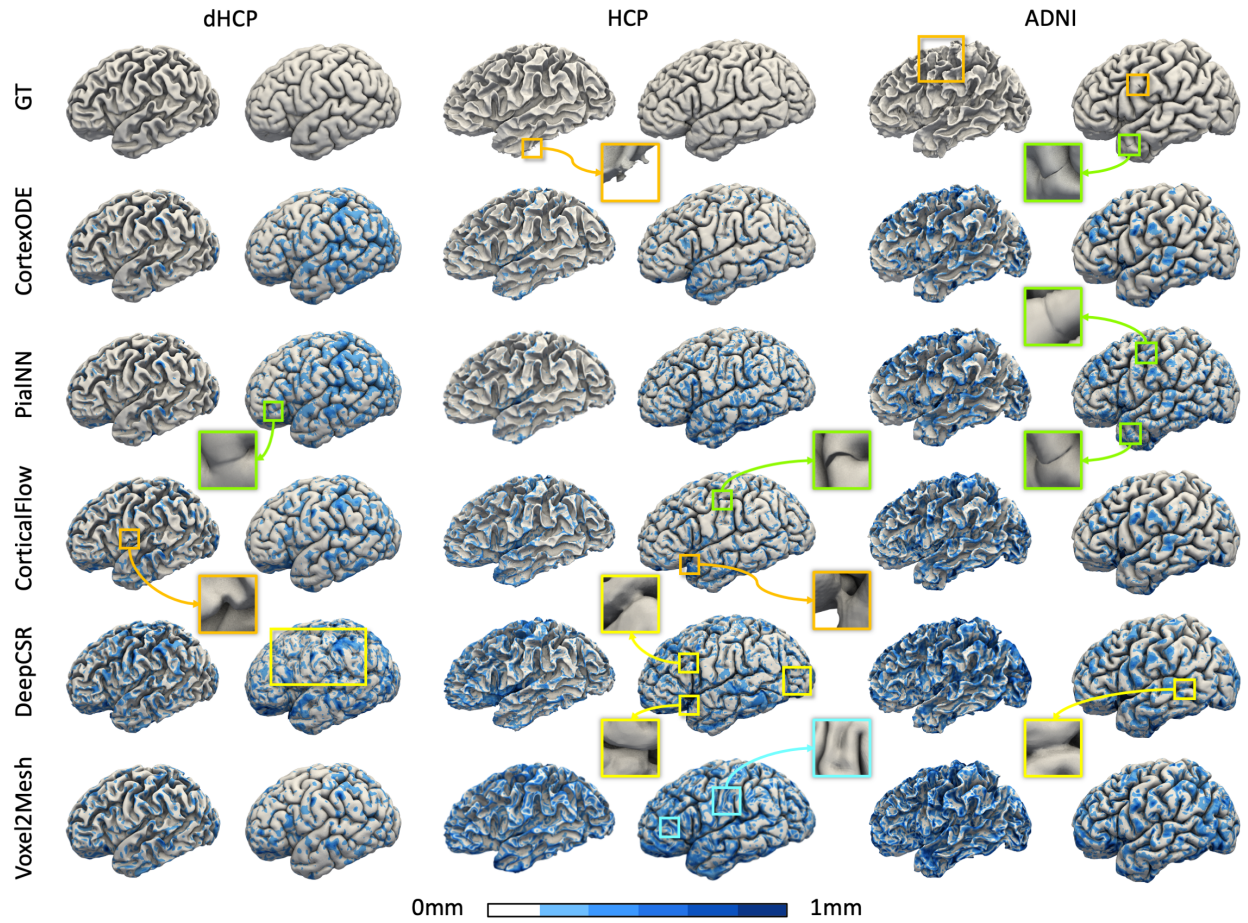 dHCP HCP ADNI
GT
CortexODE
PialNN
CorticalFlow
DeepCSR
Voxel2Mesh
0mm 1mm